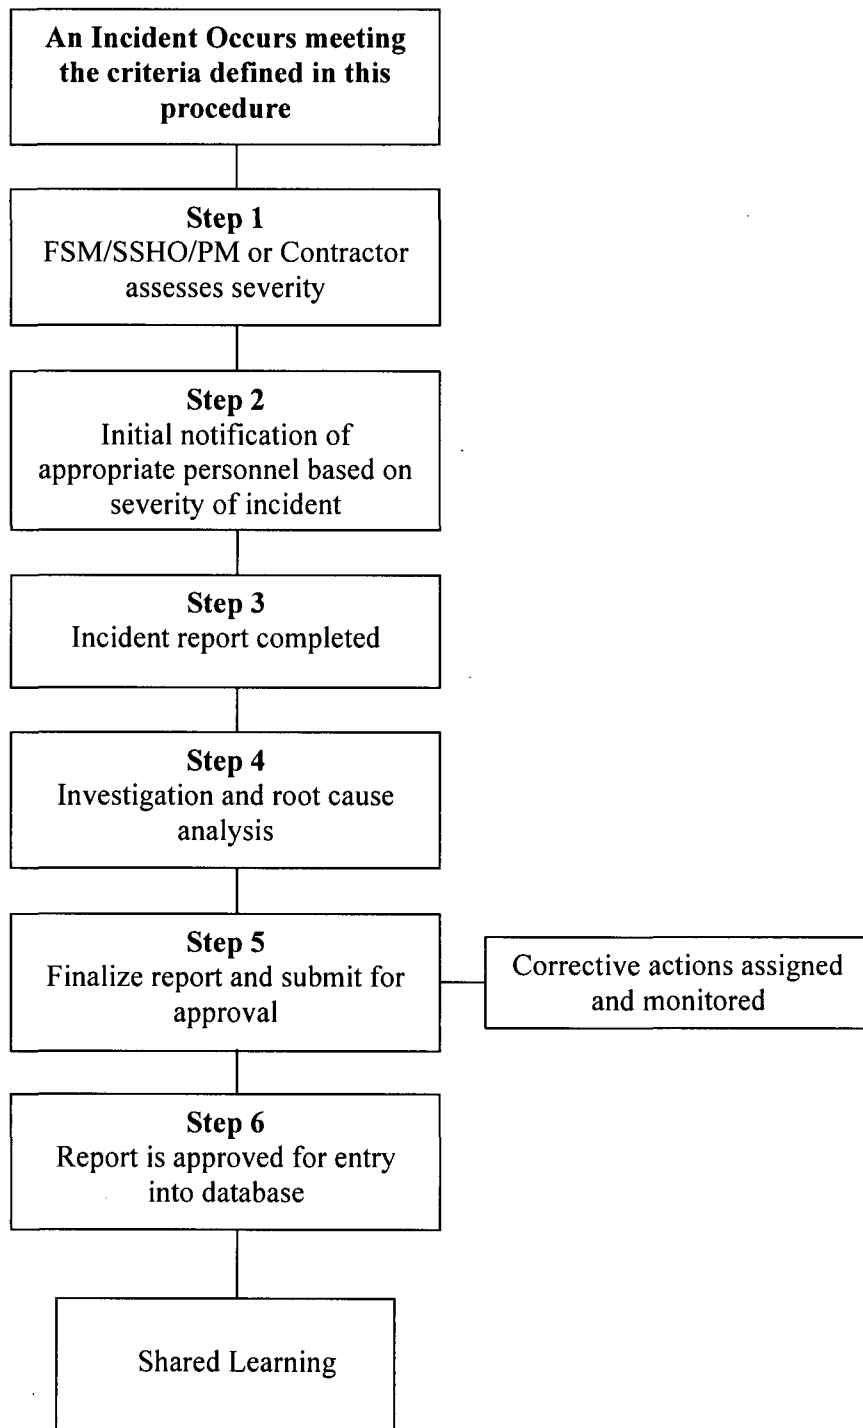 An Incident Occurs meeting
the criteria defined in this
procedure
Step 1
FSM/SSHO/PM or Contractor
assesses severity
Step 2
Initial notification of
appropriate personnel based on
severity of incident
Step 3
Incident report completed
Step 4
Investigation and root cause
analysis
Step 5
Finalize report and submit for
approval
Corrective actions assigned
and monitored
Step 6
Report is approved for entry
into database
Shared Learning